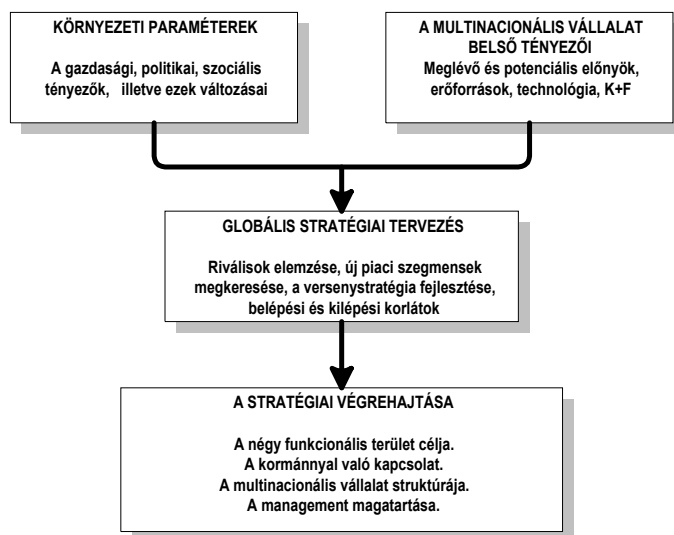 KÖRNYEZETI PARAMÉTEREK
A gazdasági, politikai, szociális
tényezők, illetve ezek változásai
A MULTINACIONÁLIS VÁLLALAT
BELSŐ TÉNYEZŐI
Meglévő és potenciális előnyök,
erőforrások, technológia, K+F
GLOBÁLIS STRATÉGIAI TERVEZÉS
Riválisok elemzése, új piaci szegmensek
megkeresése, a versenystratégia fejlesztése,
belépési és kilépési korlátok
A STRATÉGIAI VÉGREHAJTÁSA
A négy funkcionális terület célja.
A kormánnyal való kapcsolat.
A multinacionális vállalat struktúrája.
A management magatartása.